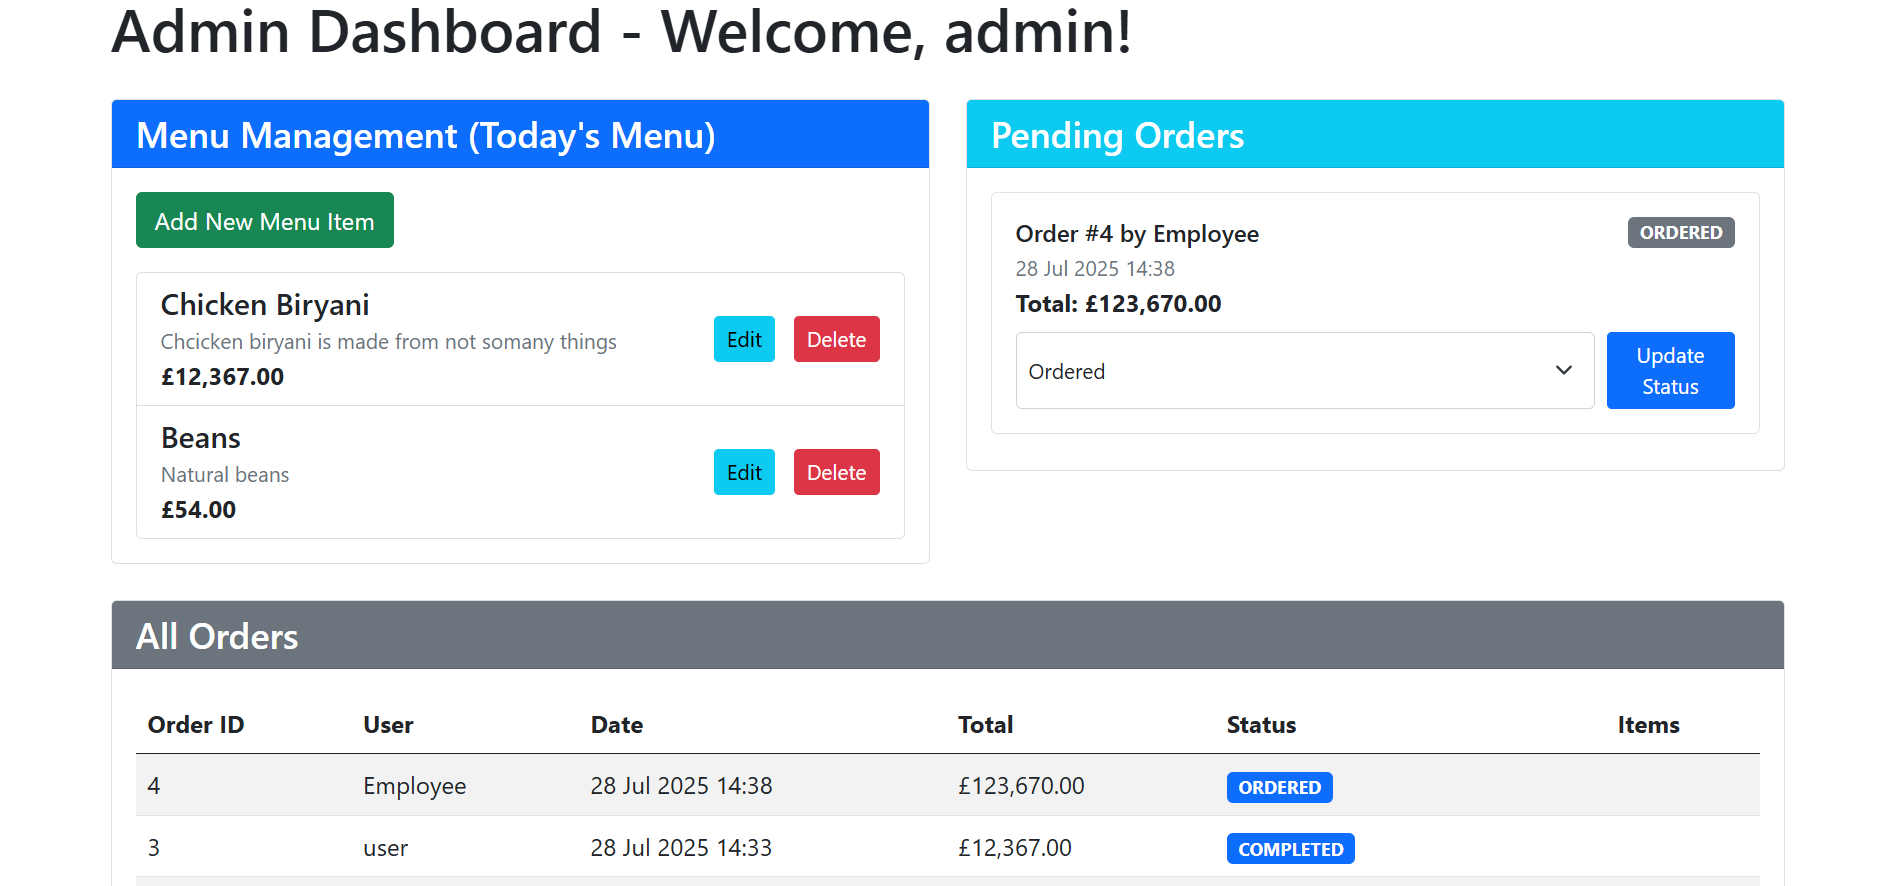 Admin Dashboard - Welcome, admin!
Menu Management (Today's Menu)
Add New Menu Item
Chicken Biryani
Chcicken biryani is made from not somany things
£12,367.00
Edit
Delete
Beans
Natural beans
£54.00
Edit
Delete
Pending Orders
Order #4 by Employee
ORDERED
28 Jul 2025 14:38
Total: £123,670.00
Ordered
Update
Status
All Orders
Order ID User Date Total Status Items
4 Employee 28 Jul 2025 14:38 £123,670.00 ORDERED
3 user 28 Jul 2025 14:33 £12,367.00 COMPLETED